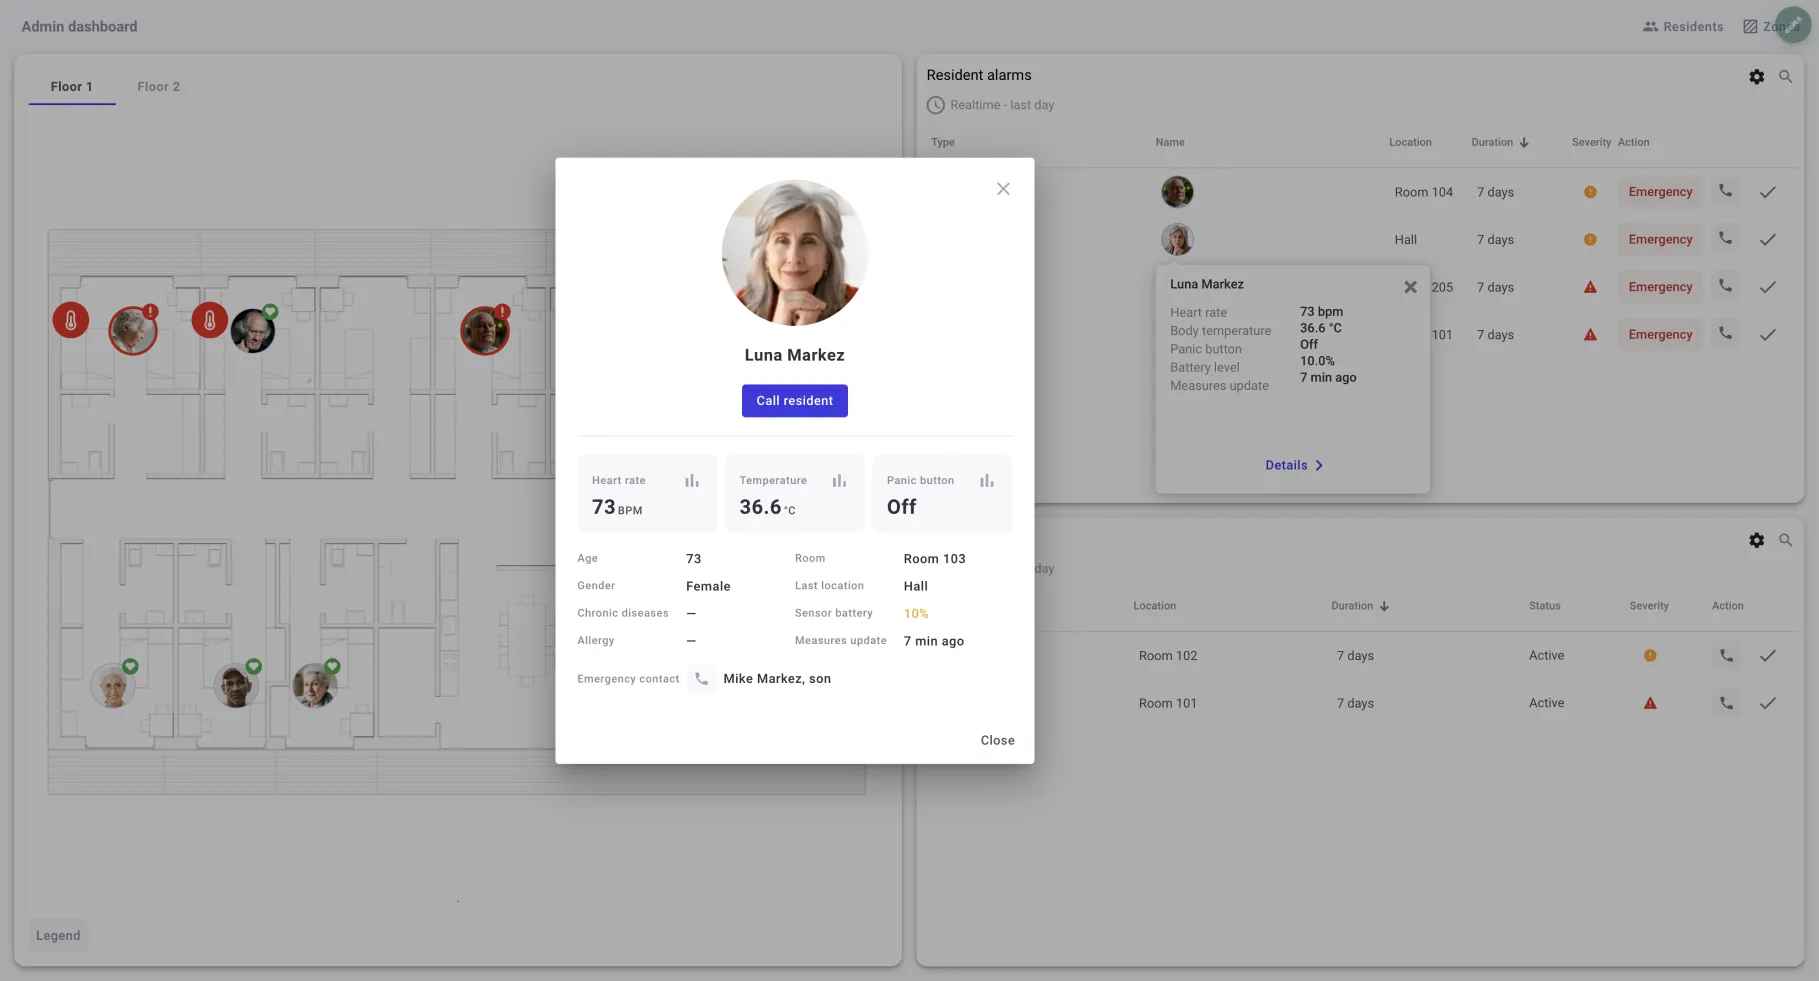 Admin dashboard
Residents
Floor 1
Floor 2
Legend
Resident alarms
Realtime - last day
Type Name Location Duration Severity Action
Room 104 7 days Emergency
Hall 7 days Emergency
205 7 days Emergency
101 7 days Emergency
Luna Markez
Heart rate 73 bpm
Body temperature 36.6 °C
Panic button Off
Battery level 10.0%
Measures update 7 min ago
Details
day
Location Duration Status Severity Action
Room 102 7 days Active
Room 101 7 days Active
Luna Markez
Call resident
Heart rate
73 BPM
Temperature
36.6 °C
Panic button
Off
Age 73
Gender Female
Chronic diseases –
Allergy –
Room Room 103
Last location Hall
Sensor battery 10%
Measures update 7 min ago
Emergency contact Mike Markez, son
Close